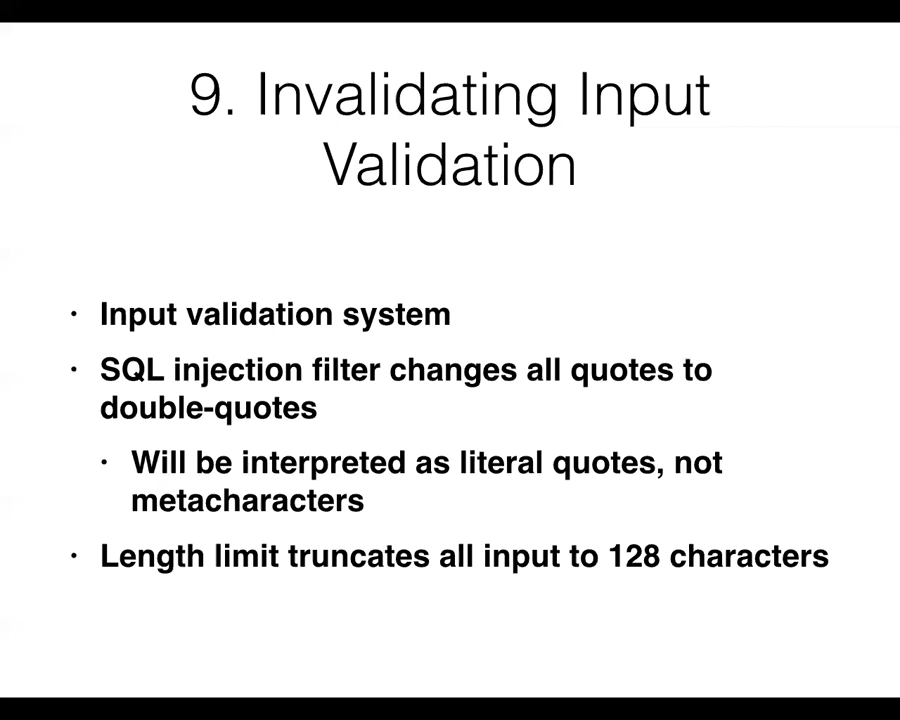 9. Invalidating Input
Validation
• Input validation system
• SQL injection filter changes all quotes to
double-quotes
• Will be interpreted as literal quotes, not
metacharacters
• Length limit truncates all input to 128 characters